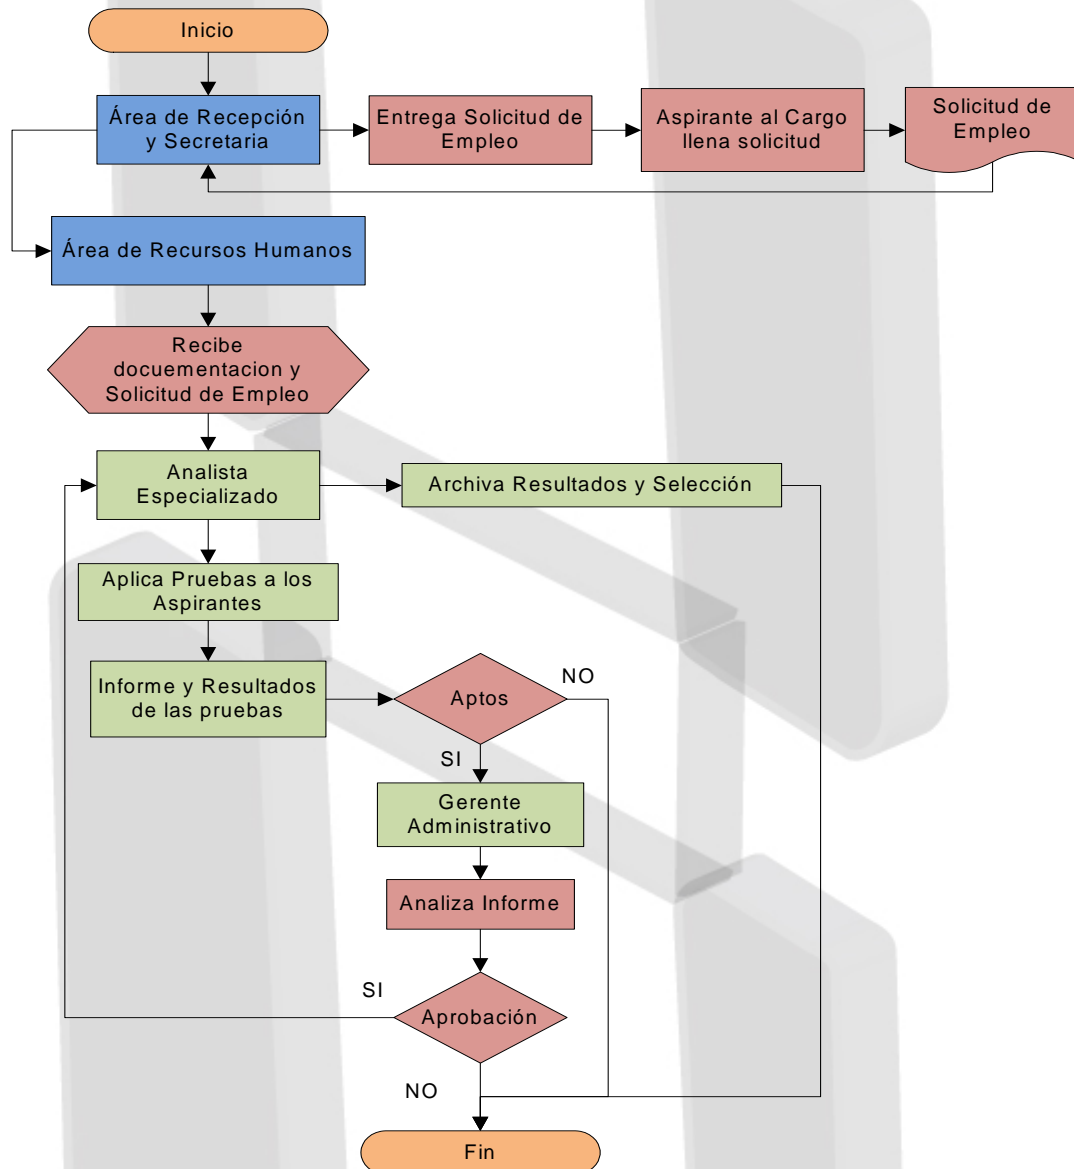 Inicio
Área de Recepción
y Secretaria
Entrega Solicitud de
Empleo
Aspirante al Cargo
llena solicitud
Solicitud de
Empleo
Área de Recursos Humanos
Recibe
docuementacion y
Solicitud de Empleo
Analista
Especializado
Archiva Resultados y Selección
Aplica Pruebas a los
Aspirantes
Informe y Resultados
de las pruebas
Aptos
NO
SI
Gerente
Administrativo
Analiza Informe
SI
Aprobación
NO
Fin